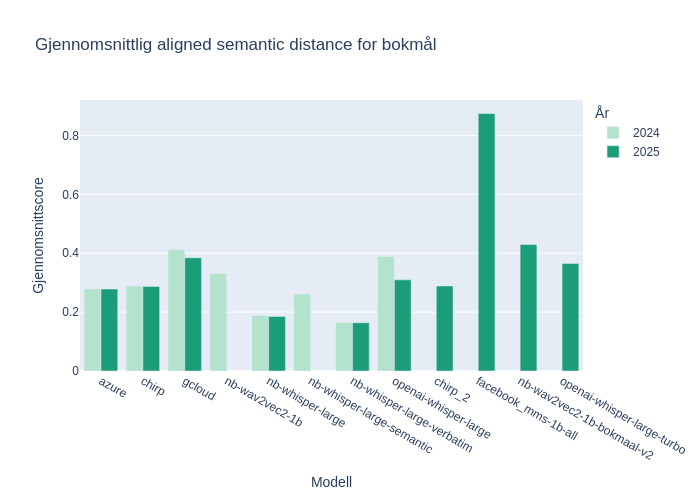 Gjennomsnittlig aligned semantic distance for bokmål
År
2024
2025
Gjennomsnittscore
0.8
0.6
0.4
0.2
0
azure
chirp
gcloud
nb-wav2vec2-1b
nb-whisper-large
nb-whisper-large-semantic
nb-whisper-large-verbatim
openai-whisper-large
chirp_2
facebook_mms-1b-all
nb-wav2vec2-1b-bokmaal-v2
openai-whisper-large-turbo
Modell